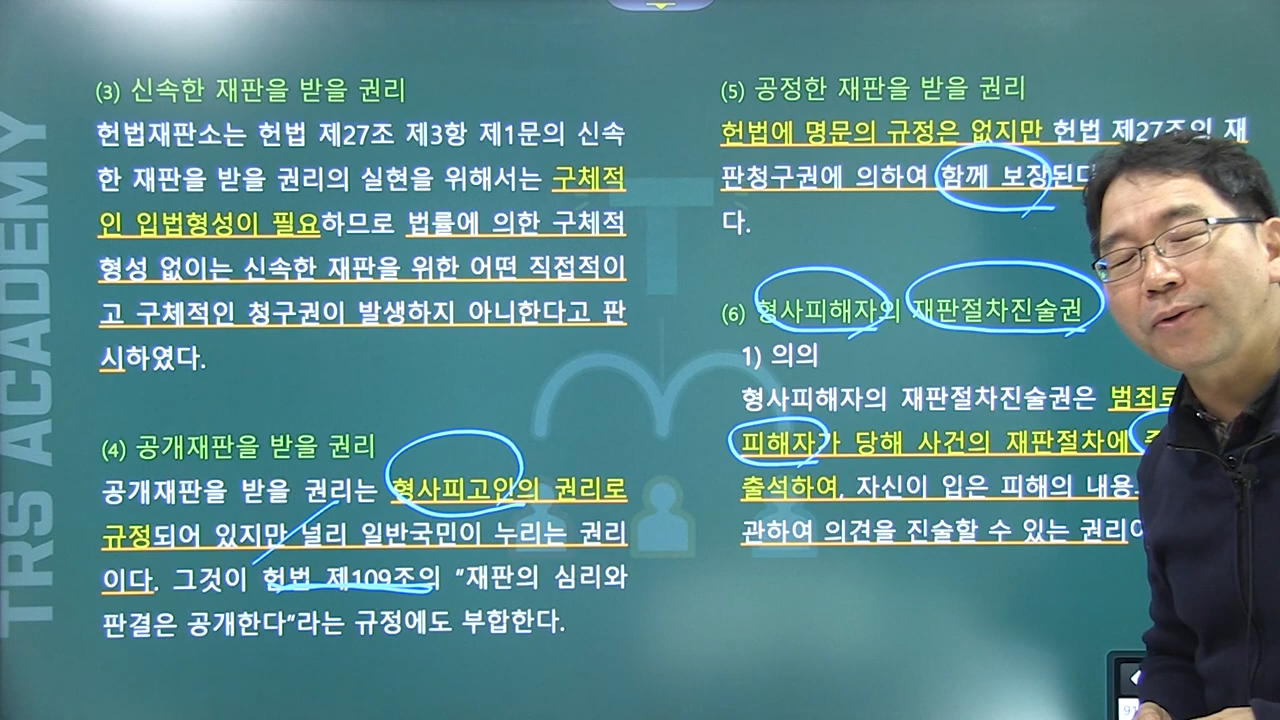 TRS ACADEMY
(3) 신속한 재판을 받을 권리
헌법재판소는 헌법 제27조 제3항 제1문의 신속
한 재판을 받을 권리의 실현을 위해서는 구체적
인 입법형성이 필요하므로 법률에 의한 구체적
형성 없이는 신속한 재판을 위한 어떤 직접적이
고 구체적인 청구권이 발생하지 아니한다고 판
시하였다.
(4) 공개재판을 받을 권리
공개재판을 받을 권리는 형사피고인의 권리로
규정되어 있지만 널리 일반국민이 누리는 권리
이다. 그것이 헌법 제109조의 "재판의 심리와
판결은 공개한다"라는 규정에도 부합한다.
(5) 공정한 재판을 받을 권리
헌법에 명문의 규정은 없지만 헌법 제27조의 재
판청구권에 의하여 함께 보장된다
다.
(6) 형사피해자의 재판절차진술권
1) 의의
형사피해자의 재판절차진술권은 범죄로
피해자가 당해 사건의 재판절차에
출석하여, 자신이 입은 피해의 내용
관하여 의견을 진술할 수 있는 권리
91